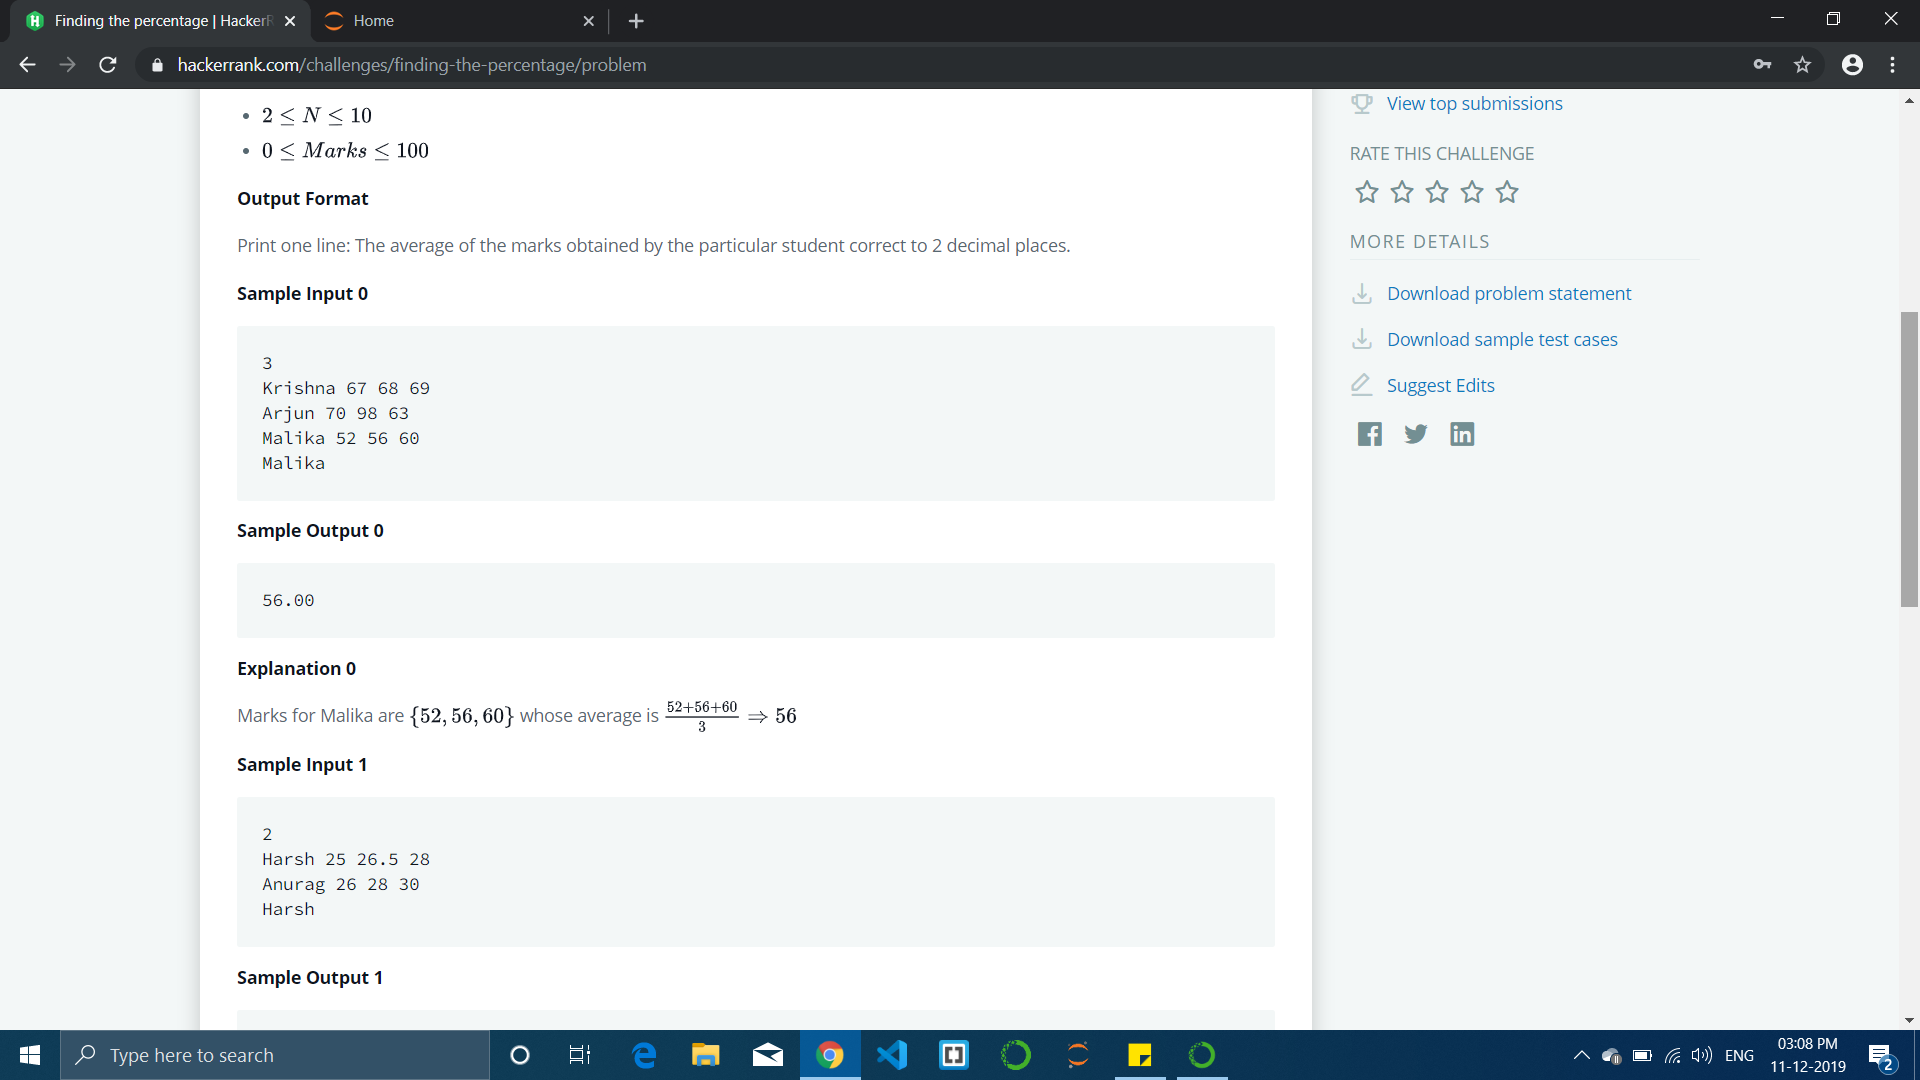 Finding the percentage | HackerR
Home
hackerrank.com/challenges/finding-the-percentage/problem
• 2 ≤ N ≤ 10
• 0 ≤ Marks ≤ 100
Output Format
Print one line: The average of the marks obtained by the particular student correct to 2 decimal places.
Sample Input 0
3
Krishna 67 68 69
Arjun 70 98 63
Malika 52 56 60
Malika
Sample Output 0
56.00
Explanation 0
Marks for Malika are {52, 56, 60} whose average is (52+56+60)/3 ⇒ 56
Sample Input 1
2
Harsh 25 26.5 28
Anurag 26 28 30
Harsh
Sample Output 1
View top submissions
RATE THIS CHALLENGE
MORE DETAILS
Download problem statement
Download sample test cases
Suggest Edits
Type here to search
ENG
03:08 PM
11-12-2019
2